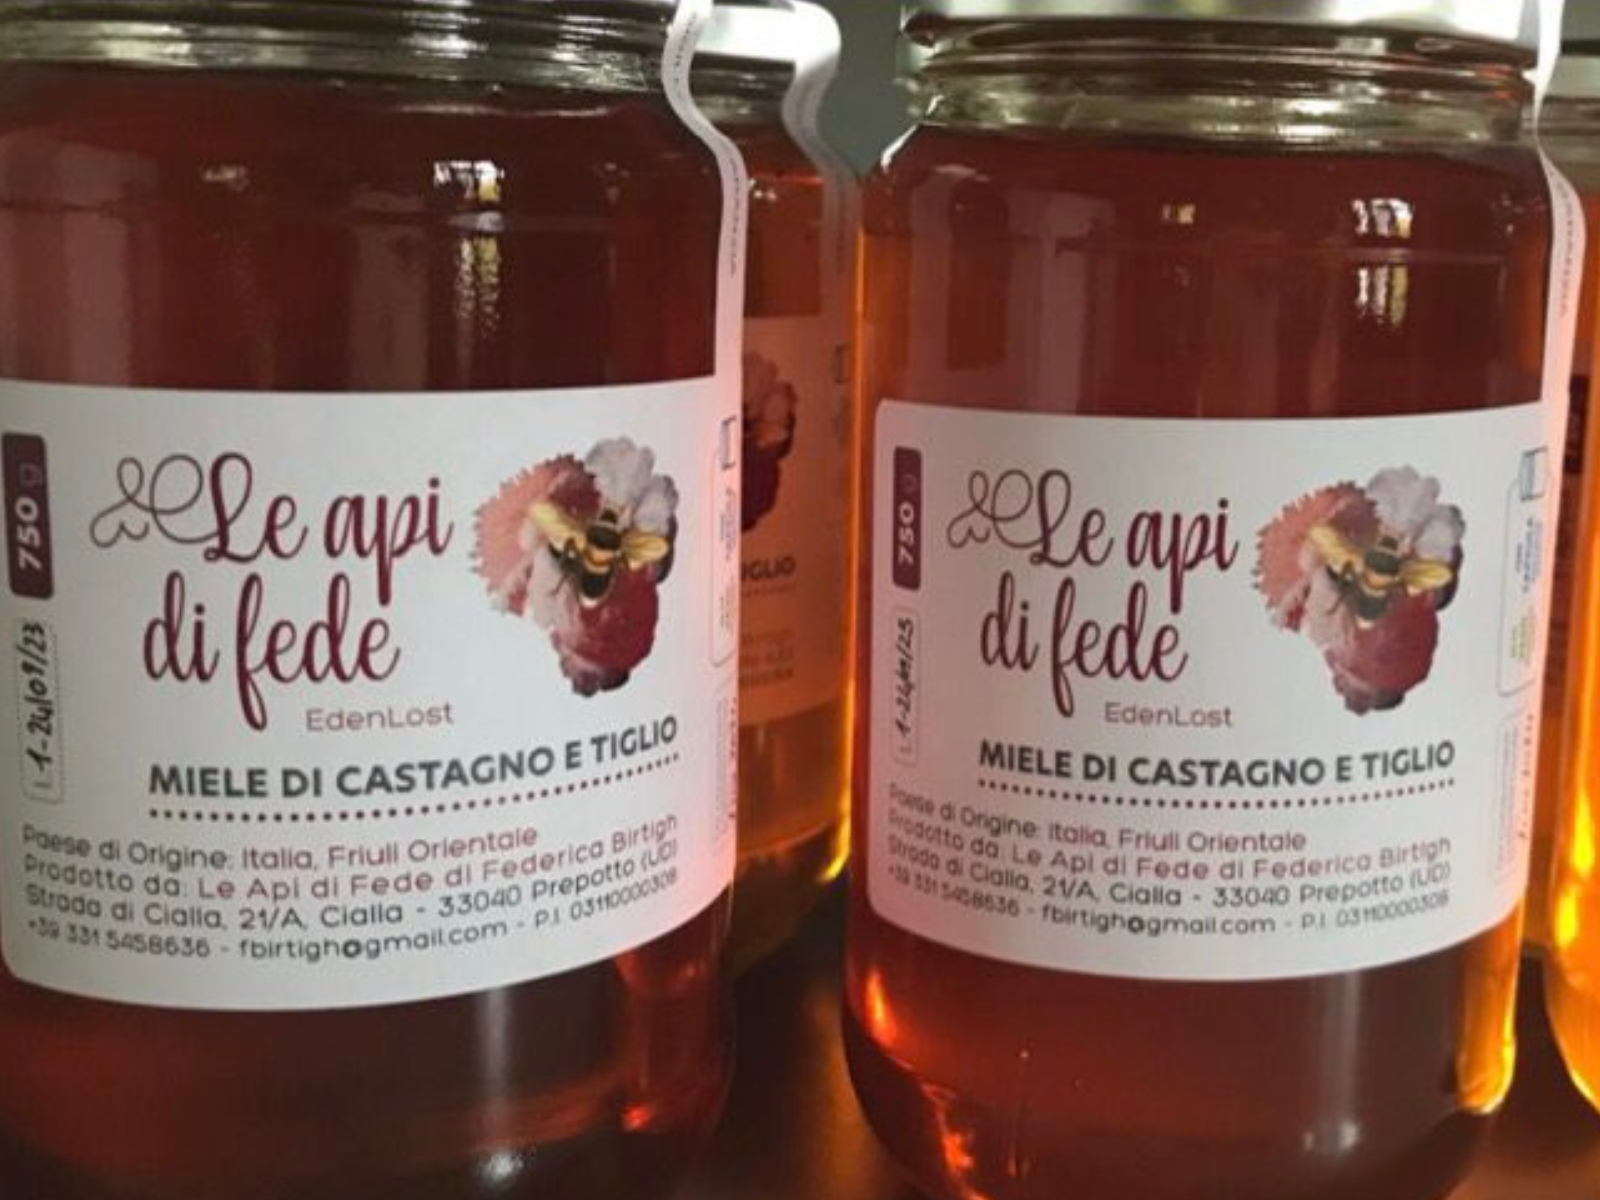 750 g
L 1-24/09/23
Le api
di fede
EdenLost
MIELE DI CASTAGNO E TIGLIO
Paese di Origine: Italia, Friuli Orientale
Prodotto da: Le Api di Fede di Federica Birtigh
Strada di Cialla, 21/A, Cialla - 33040 Prepotto (UD)
+39 331 5458636 - fbirtigh@gmail.com - P.I. 03110000308
750 g
Le api
di fede
EdenLost
MIELE DI CASTAGNO E TIGLIO
Paese di Origine: Italia, Friuli Orientale
Prodotto da: Le Api di Fede di Federica Birtigh
Strada di Cialla, 21/A, Cialla - 33040 Prepotto (UD)
+39 331 5458636 - fbirtigh@gmail.com - P.I. 03110000308